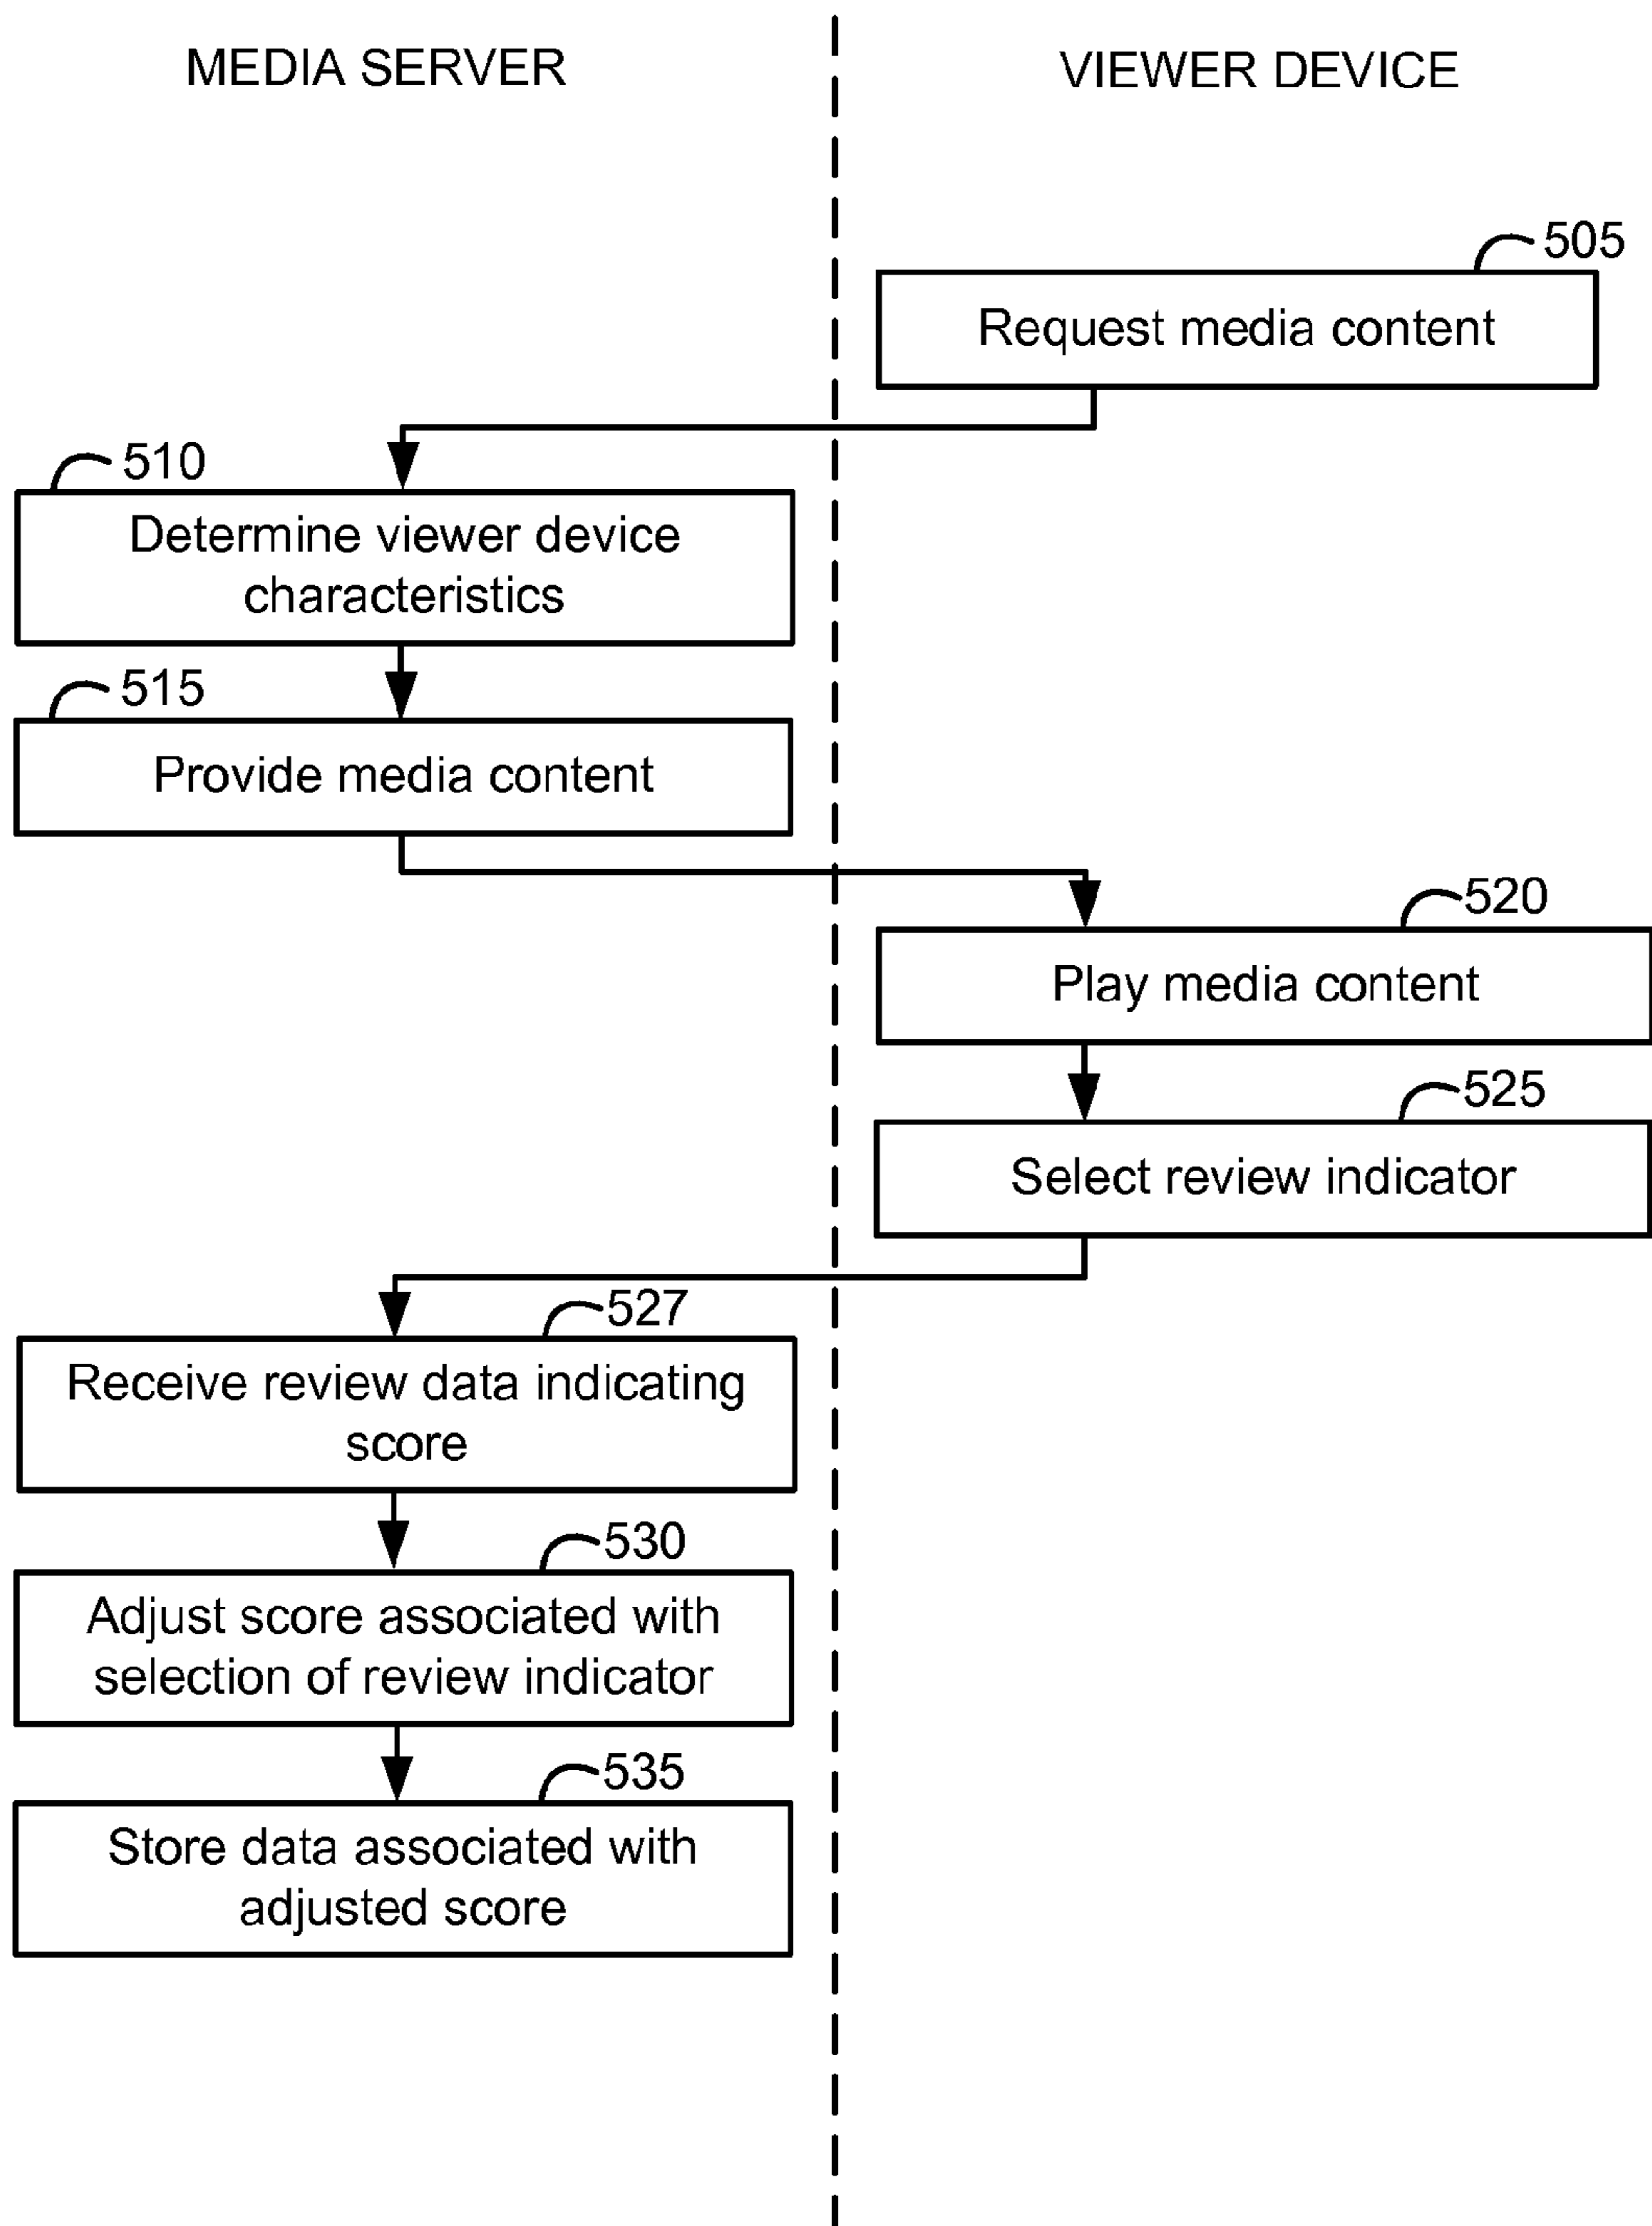 MEDIA SERVER
VIEWER DEVICE
505
Request media content
510
Determine viewer device
characteristics
515
Provide media content
520
Play media content
525
Select review indicator
527
Receive review data indicating
score
530
Adjust score associated with
selection of review indicator
535
Store data associated with
adjusted score